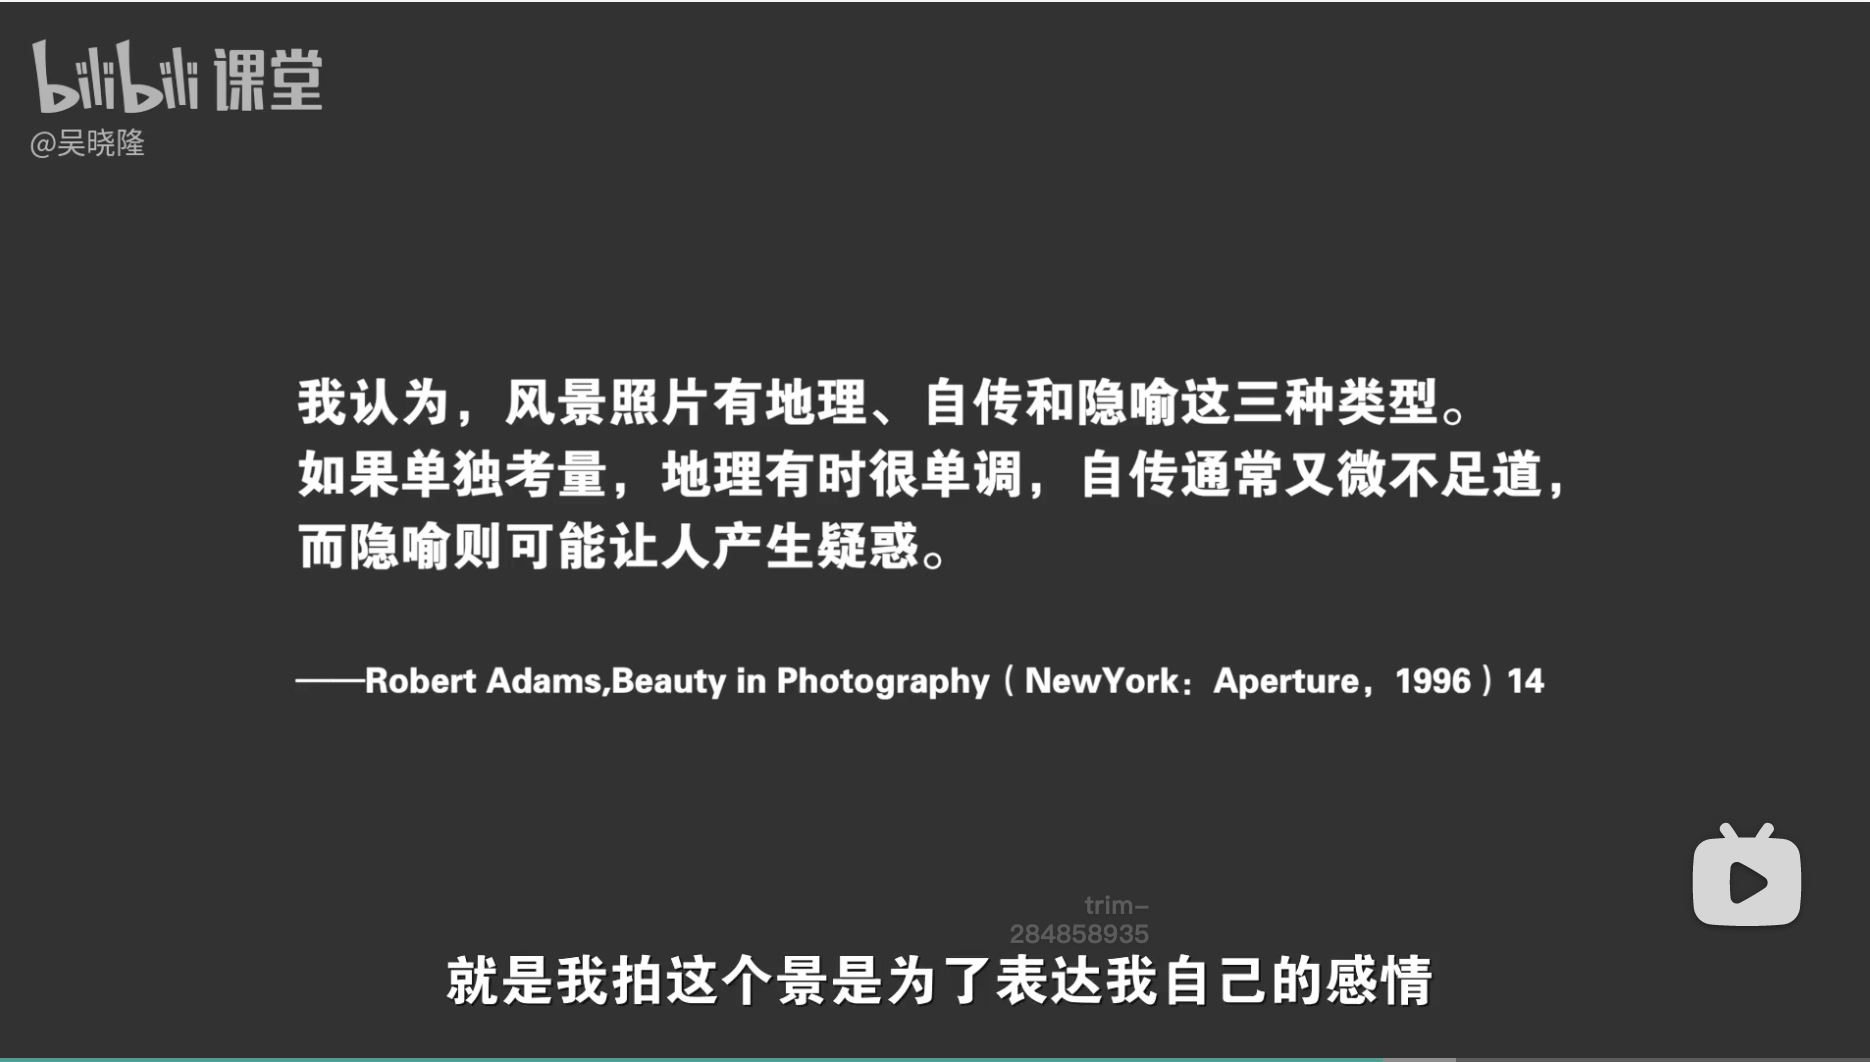 bilibili 课堂
@吴晓隆
我认为，风景照片有地理、自传和隐喻这三种类型。
如果单独考量，地理有时很单调，自传通常又微不足道，
而隐喻则可能让人产生疑惑。
——Robert Adams,Beauty in Photography（NewYork：Aperture，1996）14
trim-
284858935
就是我拍这个景是为了表达我自己的感情